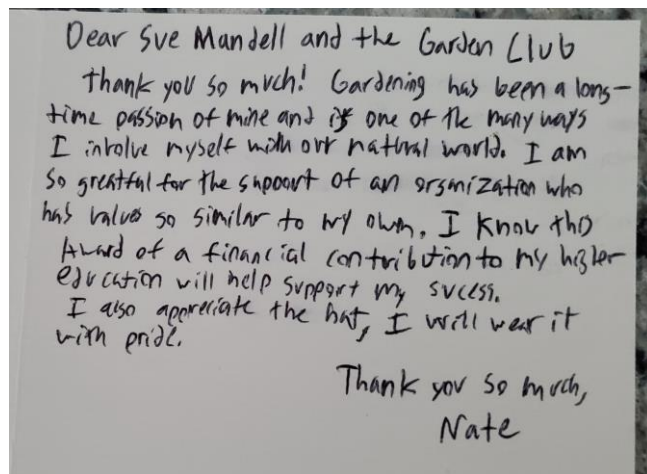 Dear Sue Mandell and the Garden Club
Thank you so much! Gardening has been a long-
time passion of mine and is one of the many ways
I involve myself with our natural world. I am
so greatful for the support of an organization who
has values so similar to my own. I know this
Award of a financial contribution to my higher
education will help support my sucess.
I also appreciate the hat, I will wear it
with pride.
Thank you so much,
Nate